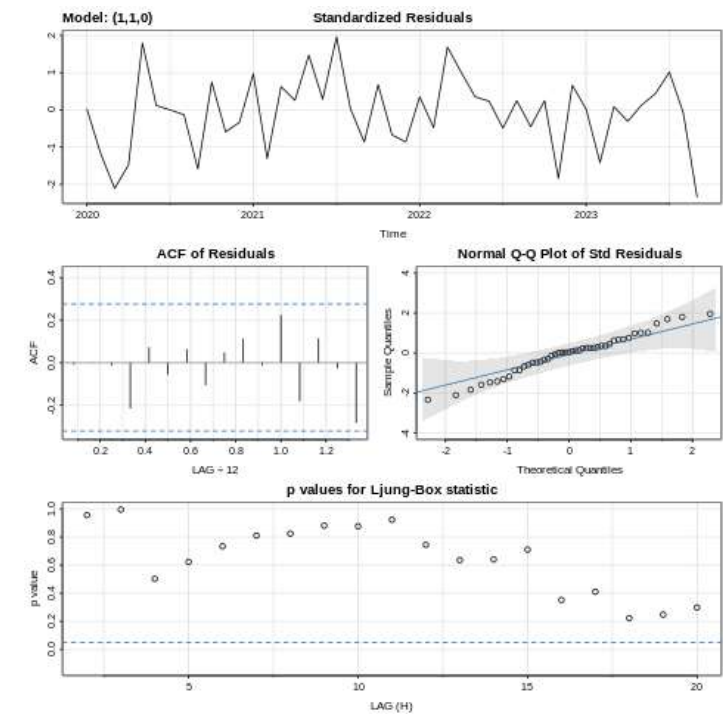 Model: (1,1,0) Standardized Residuals
2
1
0
-1
-2
2020 2021 2022 2023
Time
ACF of Residuals
0.4
0.2
0.0
-0.2
ACF
0.2 0.4 0.6 0.8 1.0 1.2
LAG ÷ 12
Normal Q-Q Plot of Std Residuals
4
2
0
-2
-4
Sample Quantiles
-2 -1 0 1 2
Theoretical Quantiles
p values for Ljung-Box statistic
1.0
0.8
0.6
0.4
0.2
0.0
p value
5 10 15 20
LAG (H)